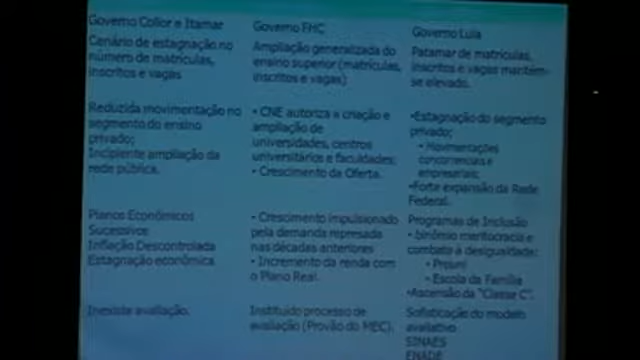 Governo Collor e Itamar
Cenário de estagnação no
número de matrículas,
inscritos e vagas
Reduzida movimentação no
segmento do ensino
privado;
Incipiente ampliação da
rede pública.
Planos Econômicos
Sucessivos
Inflação Descontrolada
Estagnação econômica
Inexiste avaliação.
Governo FHC
Ampliação generalizada do
ensino superior (matrículas,
inscritos e vagas)
• CNE autoriza a criação e
ampliação de
universidades, centros
universitários e faculdades;
• Crescimento da Oferta.
• Crescimento impulsionado
pela demanda represada
nas décadas anteriores
• Incremento da renda com
o Plano Real.
Instituído processo de
avaliação (Provão do MEC).
Governo Lula
Patamar de matrículas,
inscritos e vagas mantém-
se elevado.
•Estagnação do segmento
privado;
• Movimentações
concorrenciais e
empresariais;
•Forte expansão da Rede
Federal.
Programas de Inclusão
• binômio meritocracia e
combate a desigualdade:
• Prouni
• Escola da Família
•Ascensão da "Classe C".
Sofisticação do modelo
avaliativo
SINAES
ENADE